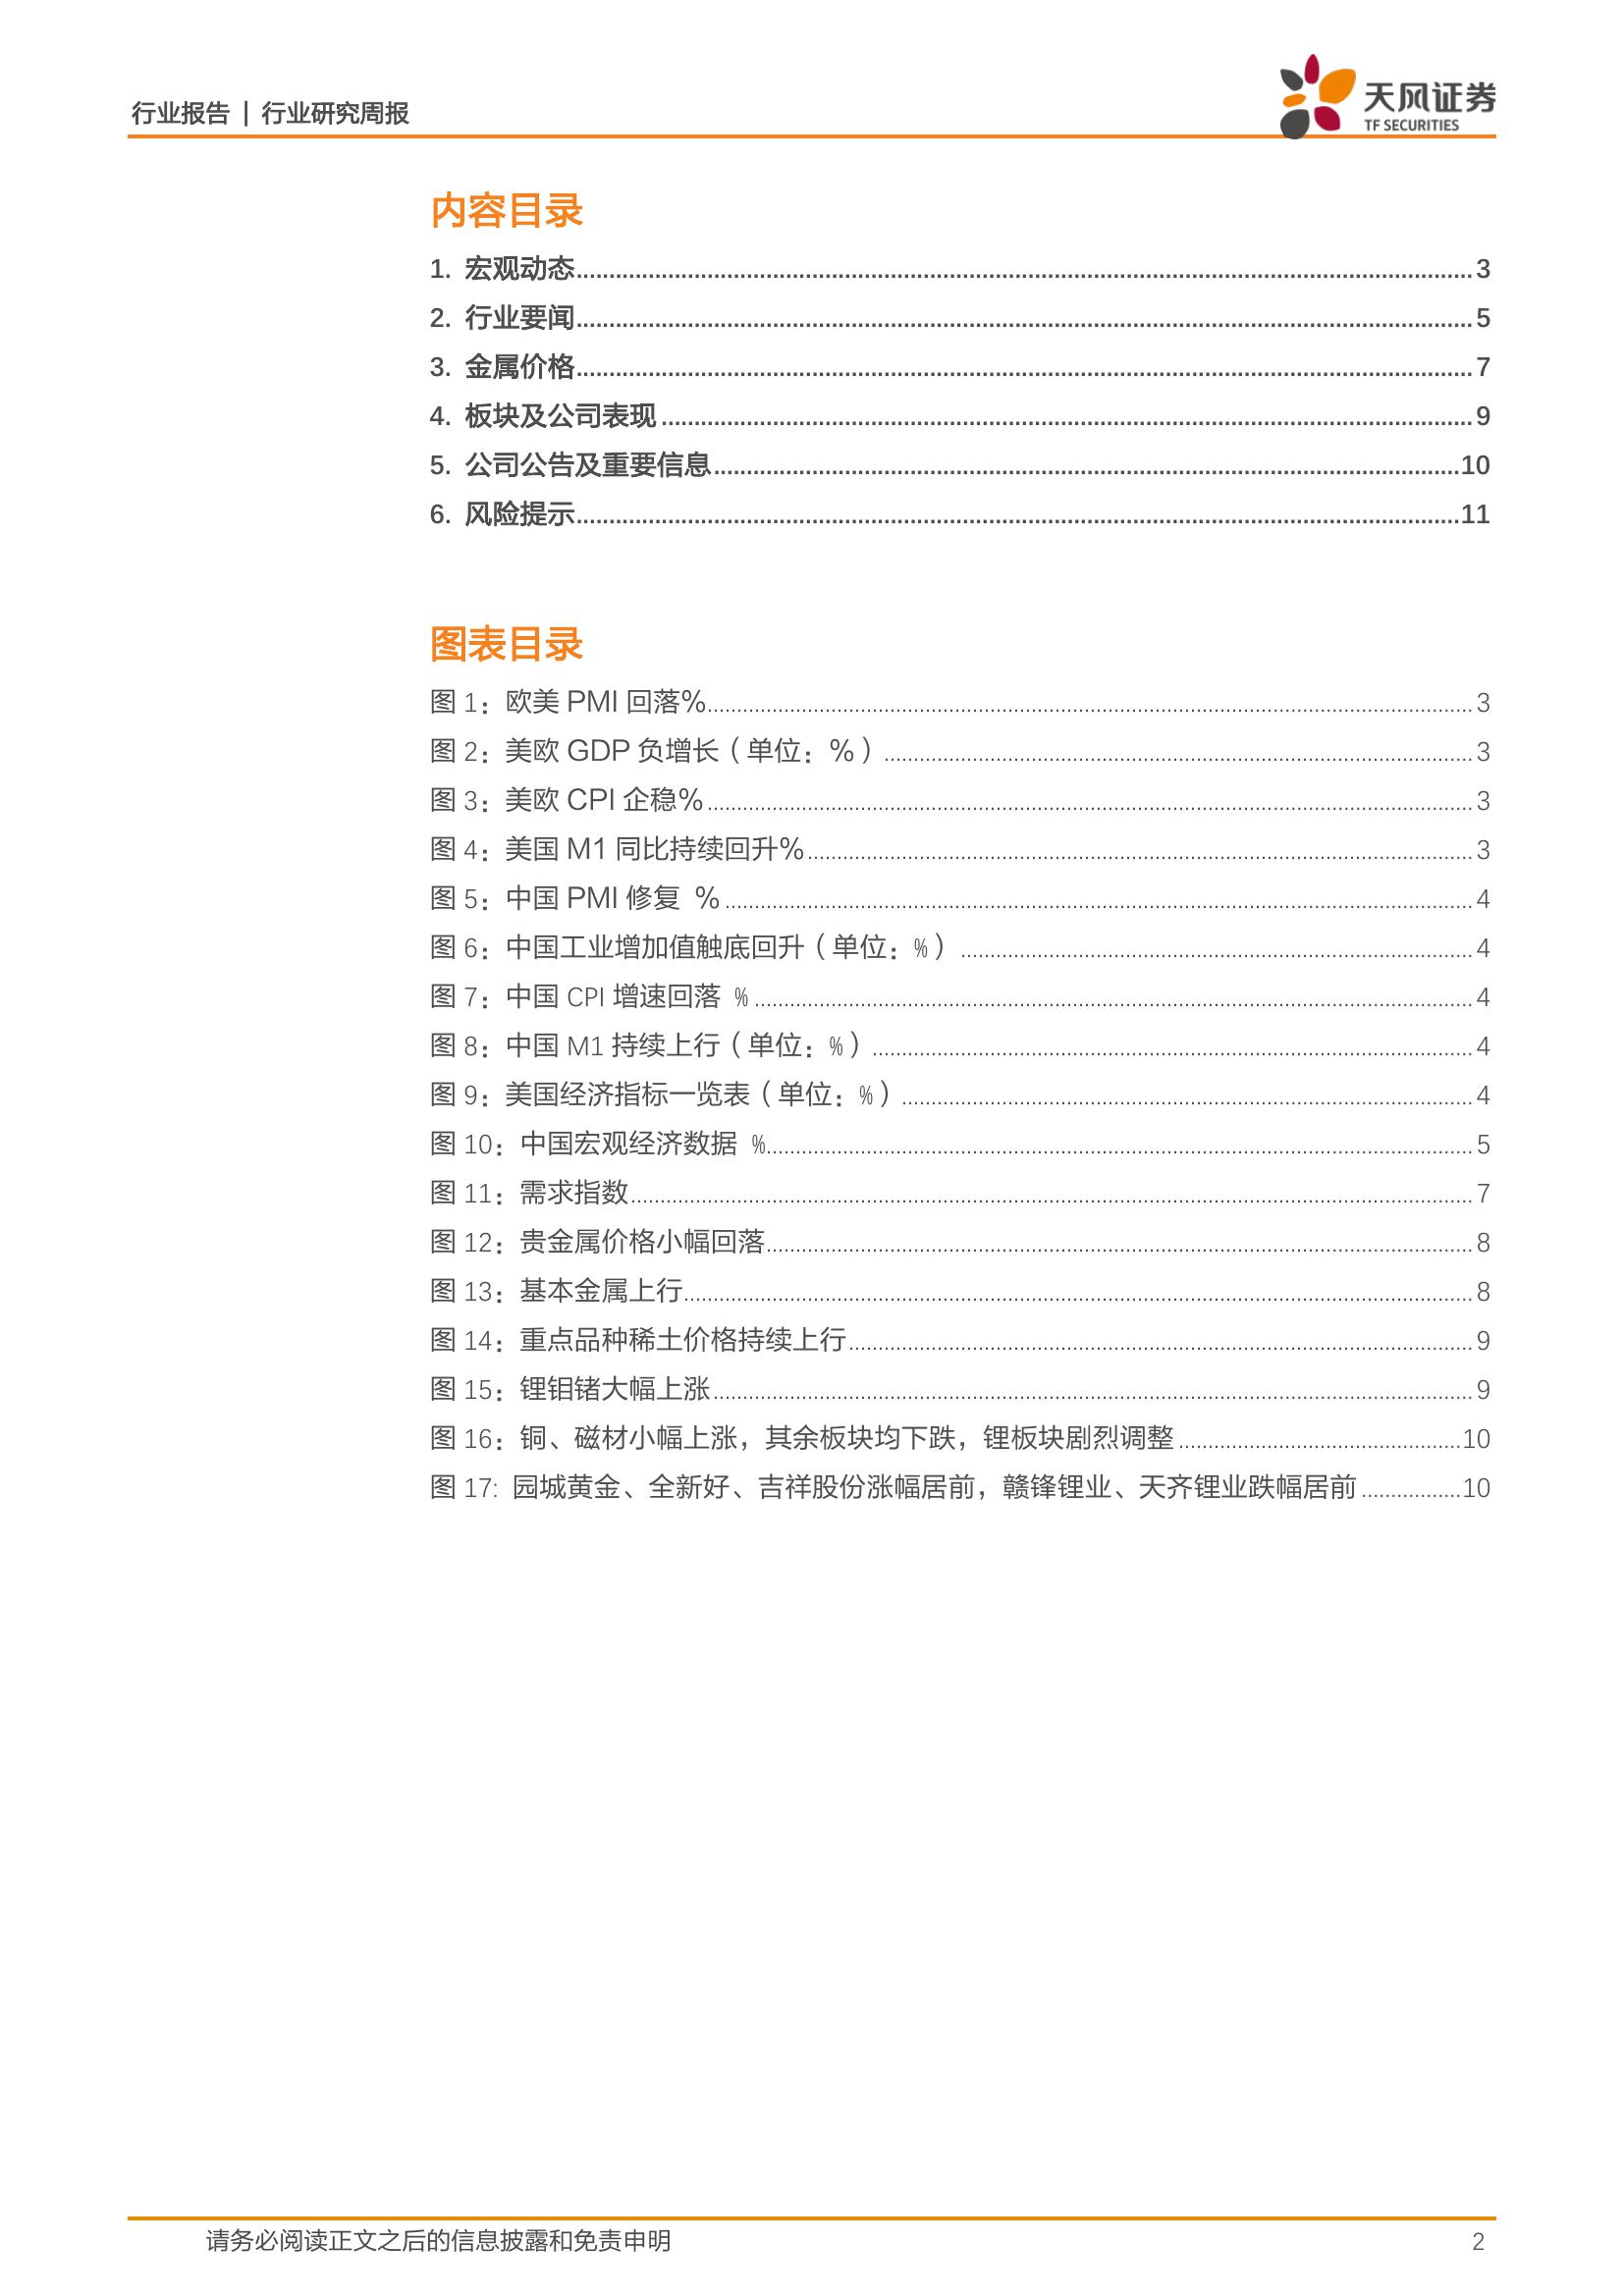 行业报告 | 行业研究周报
天风证券
TF SECURITIES
内容目录
1. 宏观动态 3
2. 行业要闻 5
3. 金属价格 7
4. 板块及公司表现 9
5. 公司公告及重要信息 10
6. 风险提示 11
图表目录
图 1：欧美 PMI 回落% 3
图 2：美欧 GDP 负增长（单位：%） 3
图 3：美欧 CPI 企稳% 3
图 4：美国 M1 同比持续回升% 3
图 5：中国 PMI 修复 % 4
图 6：中国工业增加值触底回升（单位：%） 4
图 7：中国 CPI 增速回落 % 4
图 8：中国 M1 持续上行（单位：%） 4
图 9：美国经济指标一览表（单位：%） 4
图 10：中国宏观经济数据 % 5
图 11：需求指数 7
图 12：贵金属价格小幅回落 8
图 13：基本金属上行 8
图 14：重点品种稀土价格持续上行 9
图 15：锂钼锗大幅上涨 9
图 16：铜、磁材小幅上涨，其余板块均下跌，锂板块剧烈调整 10
图 17: 园城黄金、全新好、吉祥股份涨幅居前，赣锋锂业、天齐锂业跌幅居前 10
请务必阅读正文之后的信息披露和免责申明 2